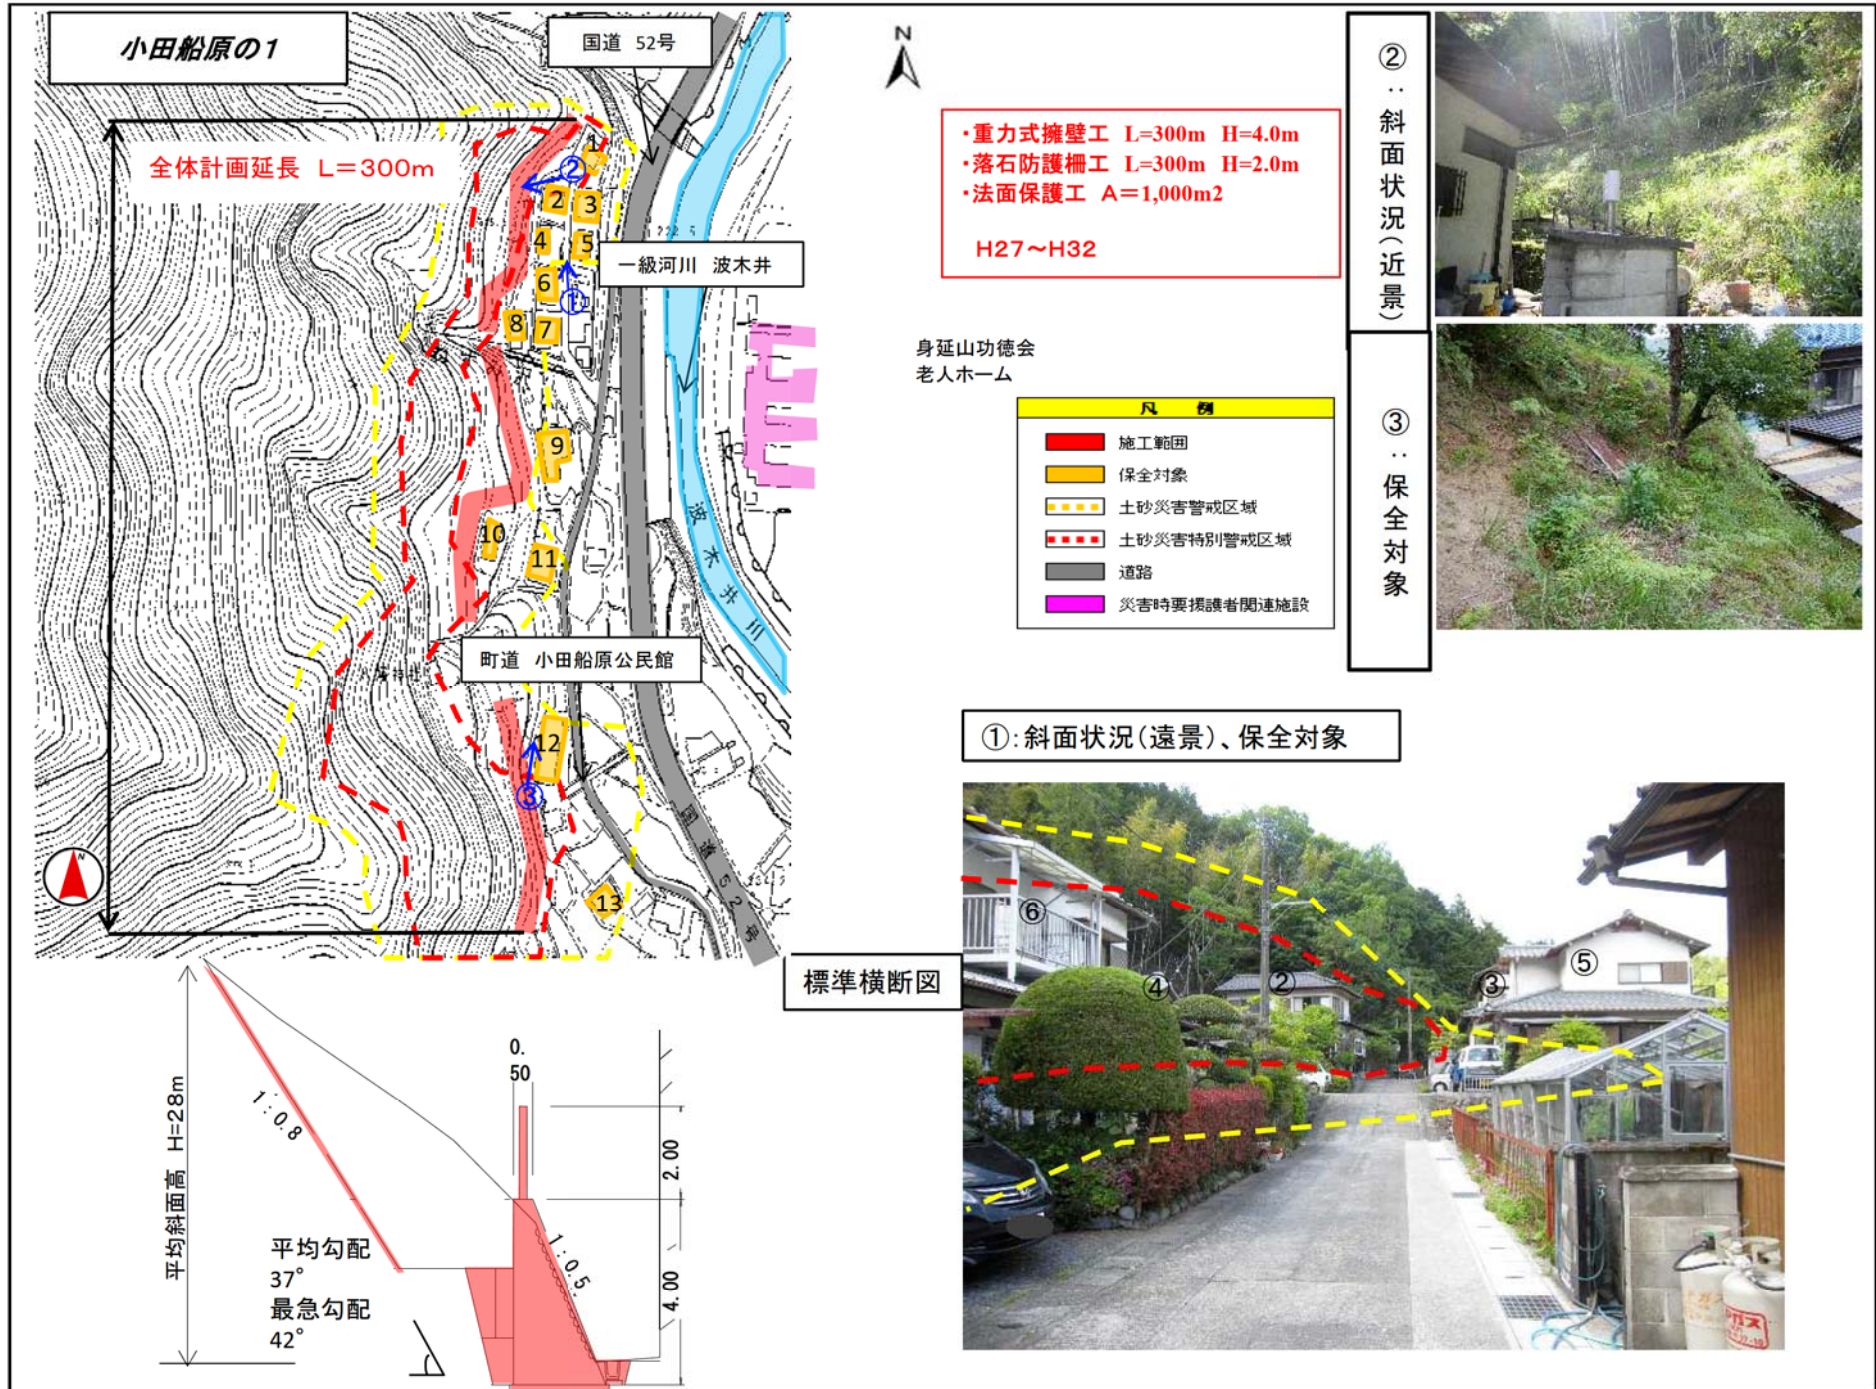 小田船原の1
国道 52号
N
全体計画延長 L=300m
・重力式擁壁工 L=300m H=4.0m
・落石防護柵工 L=300m H=2.0m
・法面保護工 A=1,000m2
H27～H32
②：斜面状況(近景)
③：保全対象
1
②
2
3
4
5
一級河川 波木井
6
①
8
7
9
10
11
波木井川
町道 小田船原公民館
12
③
13
国道52号
N
身延山功徳会
老人ホーム
凡 例
施工範囲
保全対象
土砂災害警戒区域
土砂災害特別警戒区域
道路
災害時要援護者関連施設
①:斜面状況(遠景)、保全対象
⑥
④
②
③
⑤
標準横断図
平均斜面高 H=28m
1:0.8
0.
50
2.00
1:0.5
4.00
平均勾配
37°
最急勾配
42°